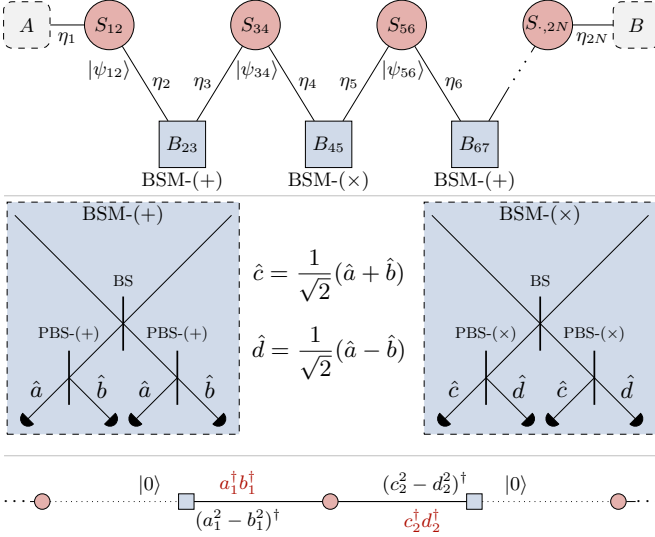 A η₁ S₁₂ S₃₄ S₅₆ S.,₂N η₂N B
|ψ₁₂⟩ η₂ η₃ |ψ₃₄⟩ η₄ η₅ |ψ₅₆⟩ η₆
B₂₃ B₄₅ B₆₇
BSM-(+) BSM-(×) BSM-(+)
BSM-(+) BSM-(×)
ĉ = 1/√2 (â + b̂)
BS BS
PBS-(+) PBS-(+) PBS-(×) PBS-(×)
d̂ = 1/√2 (â − b̂)
â b̂ â b̂ ĉ d̂ ĉ d̂
|0⟩ a₁†b₁† (c₂² − d₂²)† |0⟩
(a₁² − b₁²)† c₂†d₂†